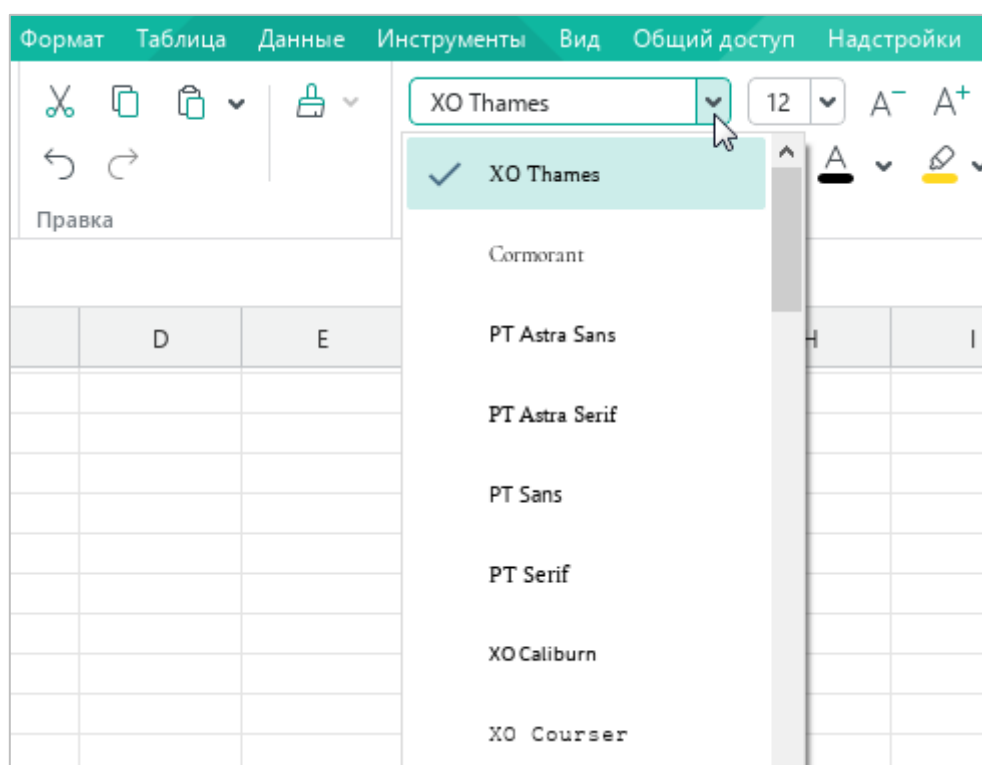 Формат Таблица Данные Инструменты Вид Общий доступ Надстройки
XO Thames 12 A− A+
A
Правка
XO Thames
Cormorant
D E H I
PT Astra Sans
PT Astra Serif
PT Sans
PT Serif
XO Caliburn
XO Courser